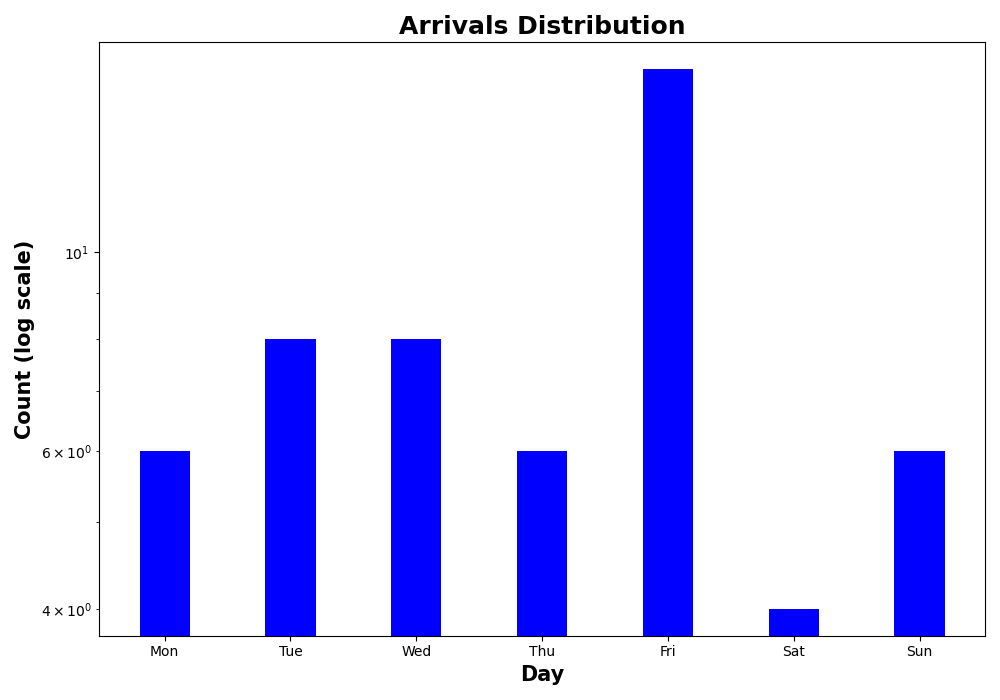 Arrivals Distribution
Count (log scale)
10¹
6 × 10⁰
4 × 10⁰
Mon Tue Wed Thu Fri Sat Sun
Day